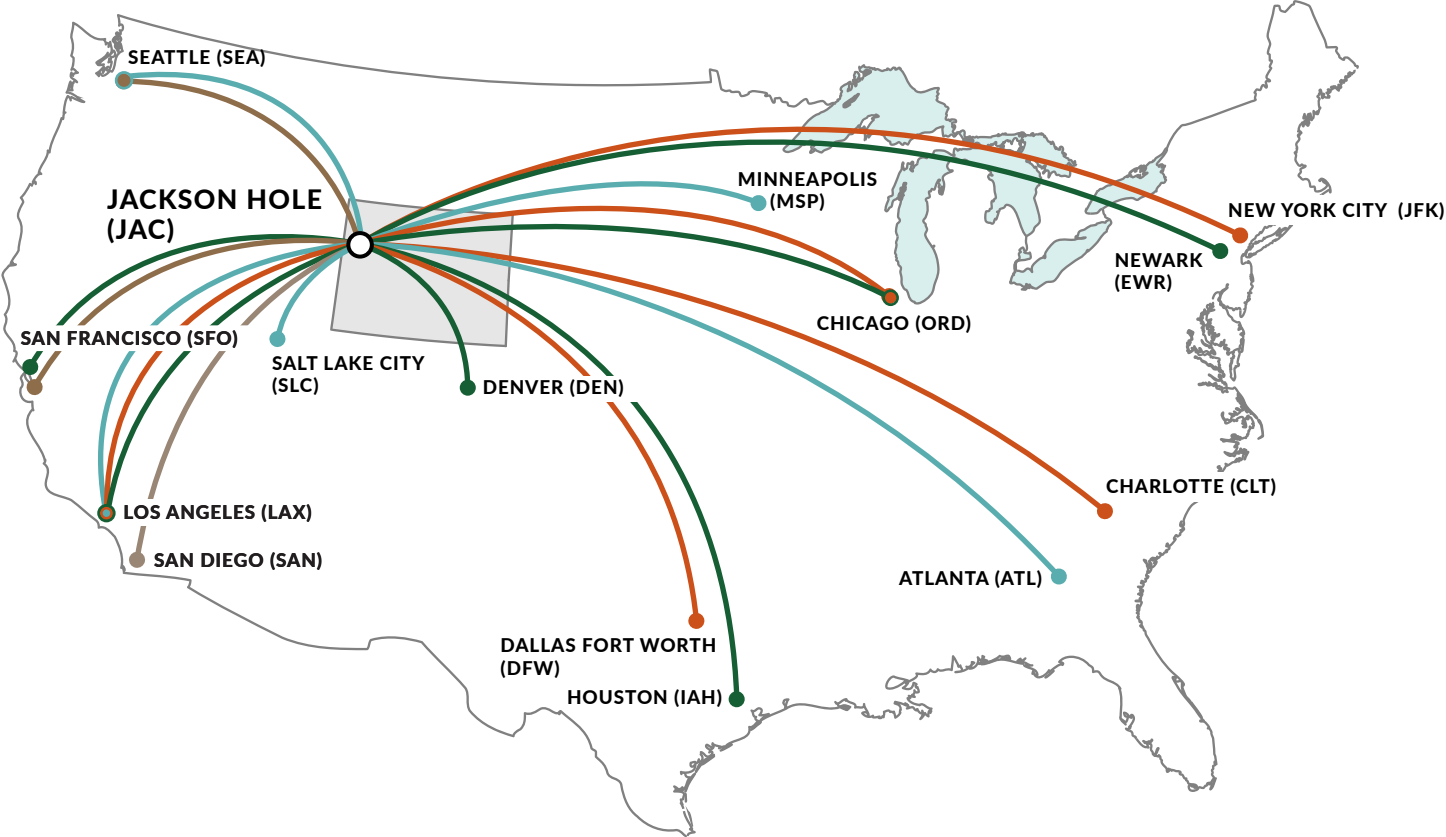 SEATTLE (SEA)
JACKSON HOLE
(JAC)
MINNEAPOLIS
(MSP)
NEW YORK CITY (JFK)
NEWARK
(EWR)
CHICAGO (ORD)
SAN FRANCISCO (SFO)
SALT LAKE CITY
(SLC)
DENVER (DEN)
CHARLOTTE (CLT)
LOS ANGELES (LAX)
SAN DIEGO (SAN)
ATLANTA (ATL)
DALLAS FORT WORTH
(DFW)
HOUSTON (IAH)